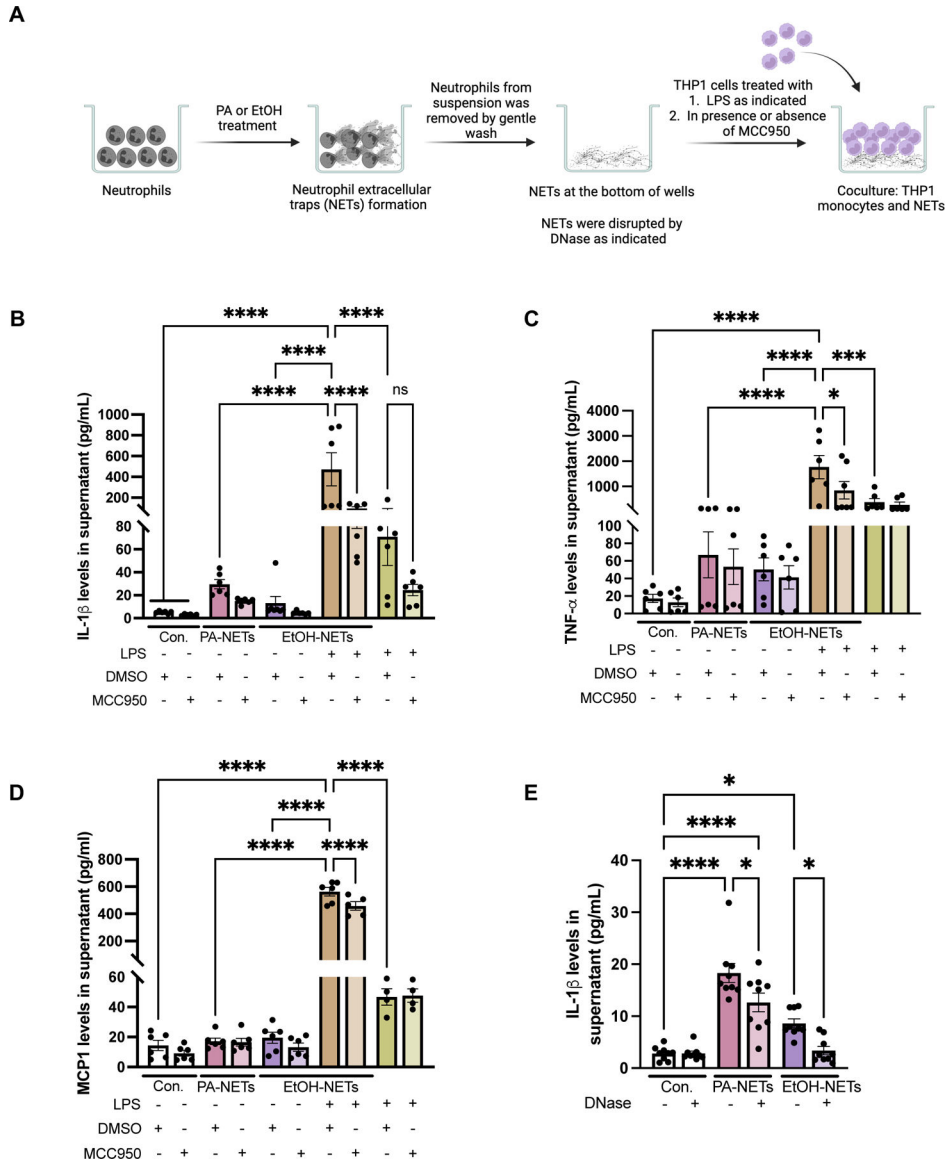 A
PA or EtOH
treatment
Neutrophils from
suspension was
removed by gentle
wash
THP1 cells treated with
1. LPS as indicated
2. In presence or absence
of MCC950
Neutrophils
Neutrophil extracellular
traps (NETs) formation
NETs at the bottom of wells
NETs were disrupted by
DNase as indicated
Coculture: THP1
monocytes and NETs
B
**** ****
****
ns
**** ****
IL-1β levels in supernatant (pg/mL)
1000
800
600
400
200
80
60
40
20
0
Con. PA-NETs EtOH-NETs
LPS - - - - - - + + + +
DMSO + - + - + - + - + -
MCC950 - + - + - + - + - +
C
****
**** ***
**** *
TNF-α levels in supernatant (pg/mL)
4000
3000
2000
1000
100
80
60
40
20
0
Con. PA-NETs EtOH-NETs
LPS - - - - - - + + + +
DMSO + - + - + - + - + -
MCC950 - + - + - + - + - +
D
**** ****
****
**** ****
MCP1 levels in supernatant (pg/ml)
800
600
400
200
60
40
20
0
Con. PA-NETs EtOH-NETs
LPS - - - - - - + + + +
DMSO + - + - + - + - + -
MCC950 - + - + - + - + - +
E
*
****
**** * *
IL-1β levels in
supernatant (pg/mL)
40
30
20
10
0
Con. PA-NETs EtOH-NETs
DNase - + - + - +